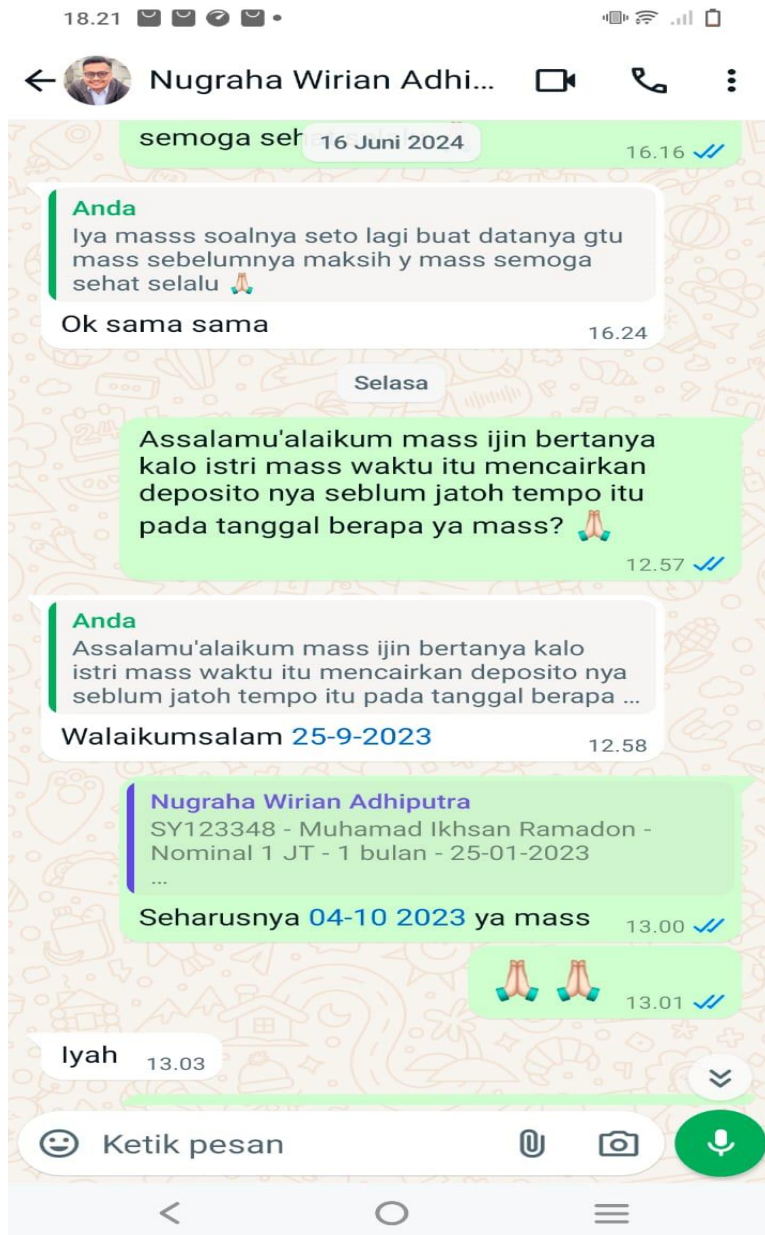 18.21
Nugraha Wirian Adhi...
16 Juni 2024
semoga seh
16.16
Anda
Iya masss soalnya seto lagi buat datanya gtu
mass sebelumnya maksih y mass semoga
sehat selalu 🙏🏻
Ok sama sama
16.24
Selasa
Assalamu'alaikum mass ijin bertanya
kalo istri mass waktu itu mencairkan
deposito nya seblum jatoh tempo itu
pada tanggal berapa ya mass? 🙏🏻
12.57
Anda
Assalamu'alaikum mass ijin bertanya kalo
istri mass waktu itu mencairkan deposito nya
seblum jatoh tempo itu pada tanggal berapa ...
Walaikumsalam 25-9-2023
12.58
Nugraha Wirian Adhiputra
SY123348 - Muhamad Ikhsan Ramadon -
Nominal 1 JT - 1 bulan - 25-01-2023
...
Seharusnya 04-10 2023 ya mass
13.00
🙏🏻 🙏🏻
13.01
Iyah
13.03
Ketik pesan